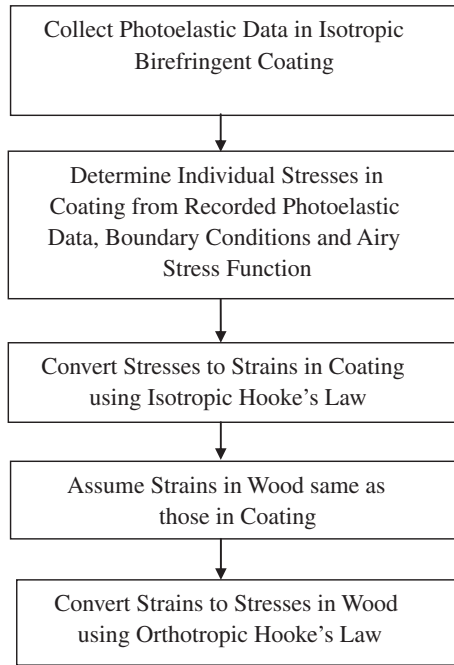 Collect Photoelastic Data in Isotropic
Birefringent Coating
Determine Individual Stresses in
Coating from Recorded Photoelastic
Data, Boundary Conditions and Airy
Stress Function
Convert Stresses to Strains in Coating
using Isotropic Hooke’s Law
Assume Strains in Wood same as
those in Coating
Convert Strains to Stresses in Wood
using Orthotropic Hooke’s Law